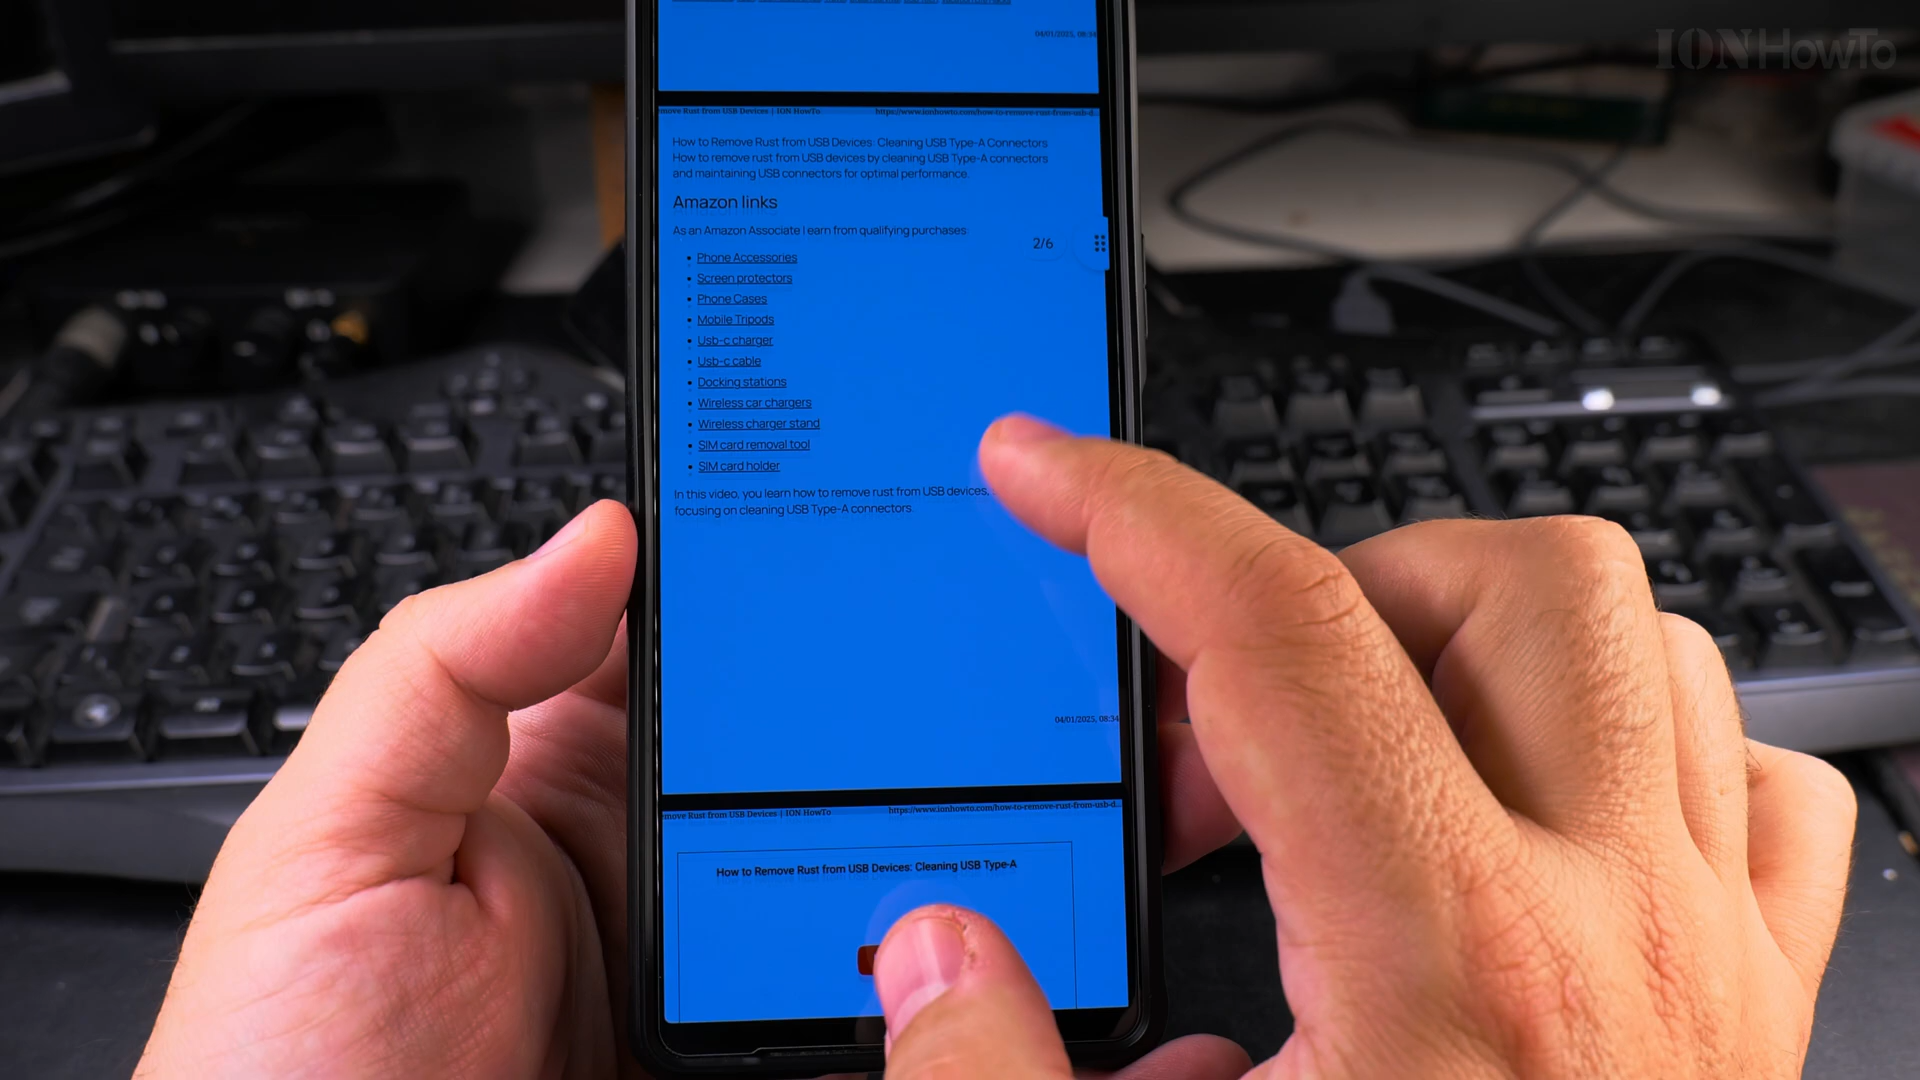 ION HowTo
04/01/2025, 08:34
emove Rust from USB Devices | ION HowTo
https://www.ionhowto.com/how-to-remove-rust-from-usb-d...
How to Remove Rust from USB Devices: Cleaning USB Type-A Connectors
How to remove rust from USB devices by cleaning USB Type-A connectors
and maintaining USB connectors for optimal performance.
Amazon links
As an Amazon Associate I earn from qualifying purchases:
2/6
Phone Accessories
Screen protectors
Phone Cases
Mobile Tripods
Usb-c charger
Usb-c cable
Docking stations
Wireless car chargers
Wireless charger stand
SIM card removal tool
SIM card holder
In this video, you learn how to remove rust from USB devices,
focusing on cleaning USB Type-A connectors.
04/01/2025, 08:34
emove Rust from USB Devices | ION HowTo
https://www.ionhowto.com/how-to-remove-rust-from-usb-d...
How to Remove Rust from USB Devices: Cleaning USB Type-A